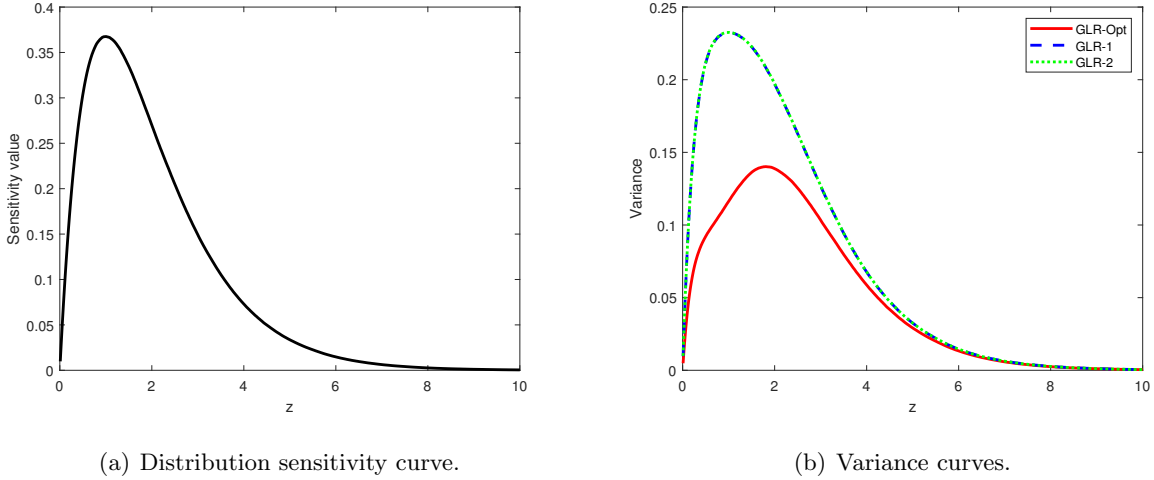 0.4
0.35
0.3
0.25
0.2
0.15
0.1
0.05
0
Sensitivity value
0 2 4 6 8 10
z
(a) Distribution sensitivity curve.
0.25
0.2
0.15
0.1
0.05
0
Variance
GLR-Opt
GLR-1
GLR-2
0 2 4 6 8 10
z
(b) Variance curves.